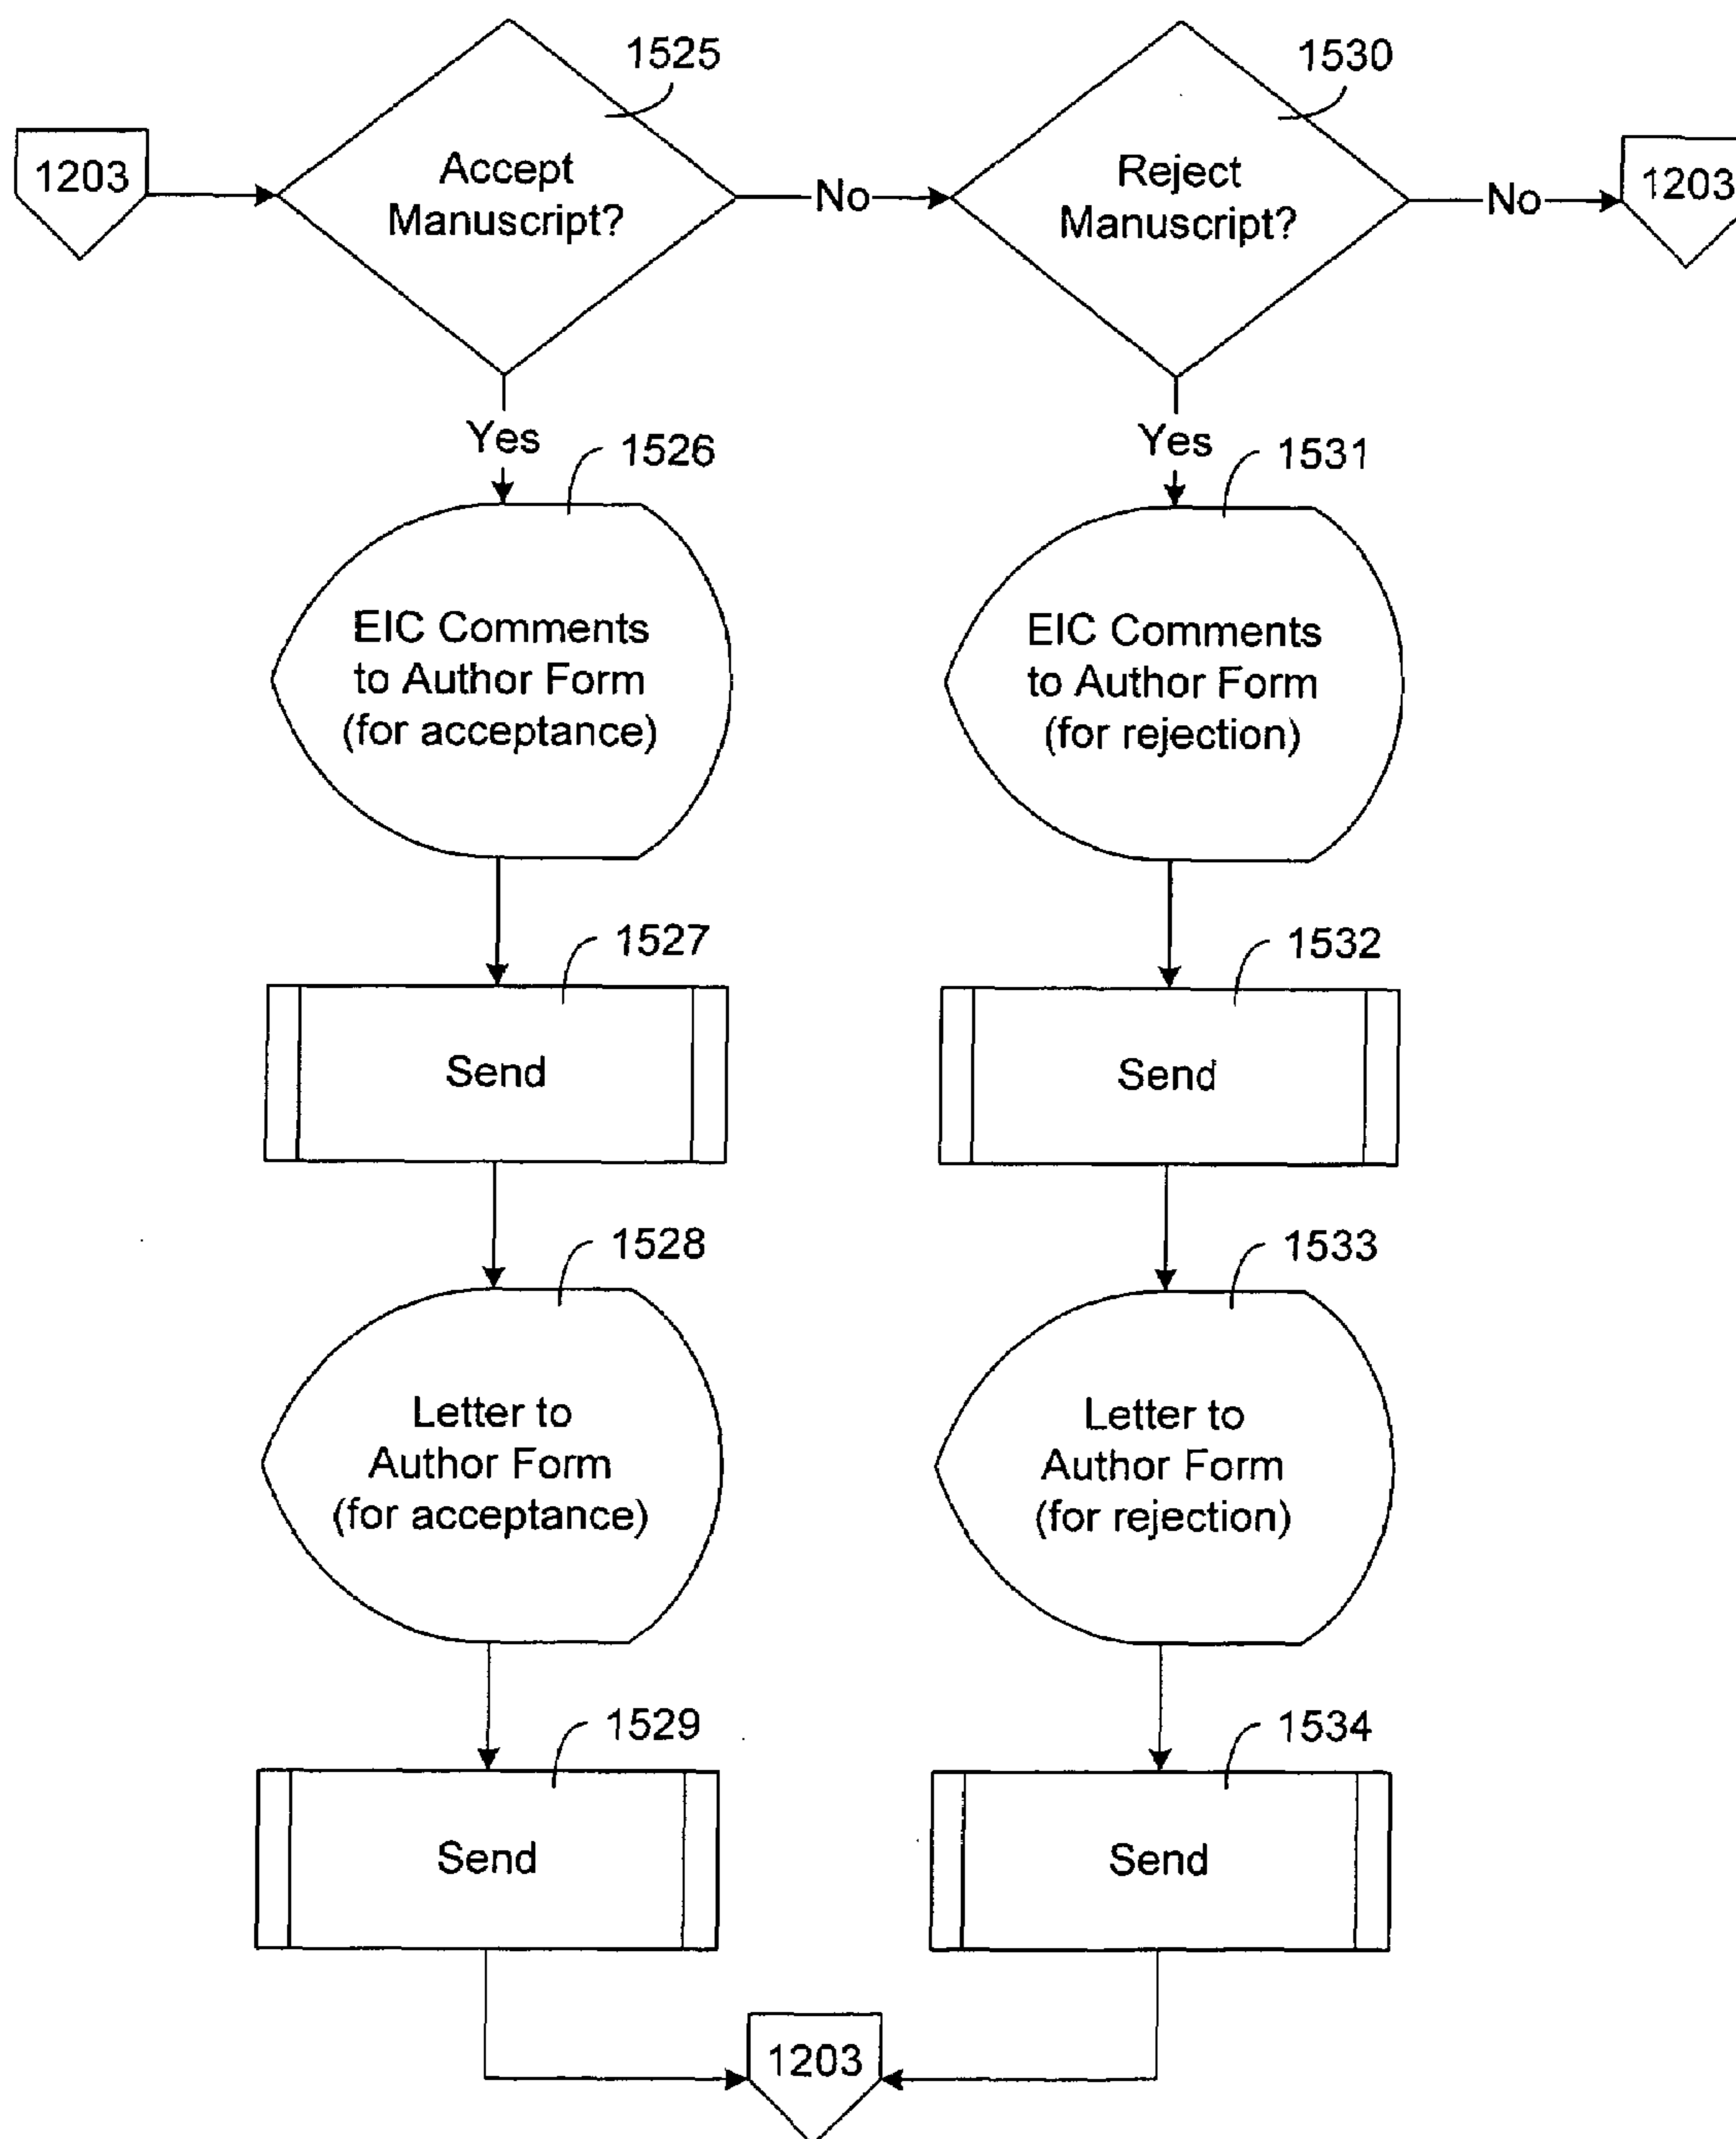 1525
1530
1203
Accept
Manuscript?
No
Reject
Manuscript?
No
1203
Yes
1526
Yes
1531
EIC Comments
to Author Form
(for acceptance)
EIC Comments
to Author Form
(for rejection)
1527
1532
Send
Send
1528
1533
Letter to
Author Form
(for acceptance)
Letter to
Author Form
(for rejection)
1529
1534
Send
Send
1203